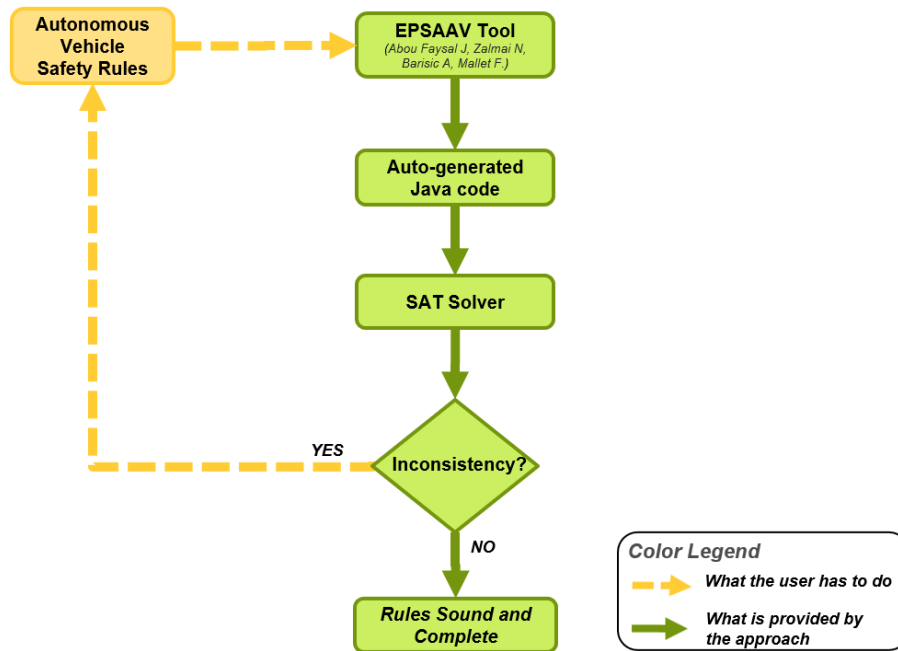 Autonomous
Vehicle
Safety Rules
EPSAAV Tool
(Abou Faysal J, Zalmai N,
Barisic A, Mallet F.)
Auto-generated
Java code
SAT Solver
YES
Inconsistency?
NO
Rules Sound and
Complete
Color Legend
What the user has to do
What is provided by
the approach